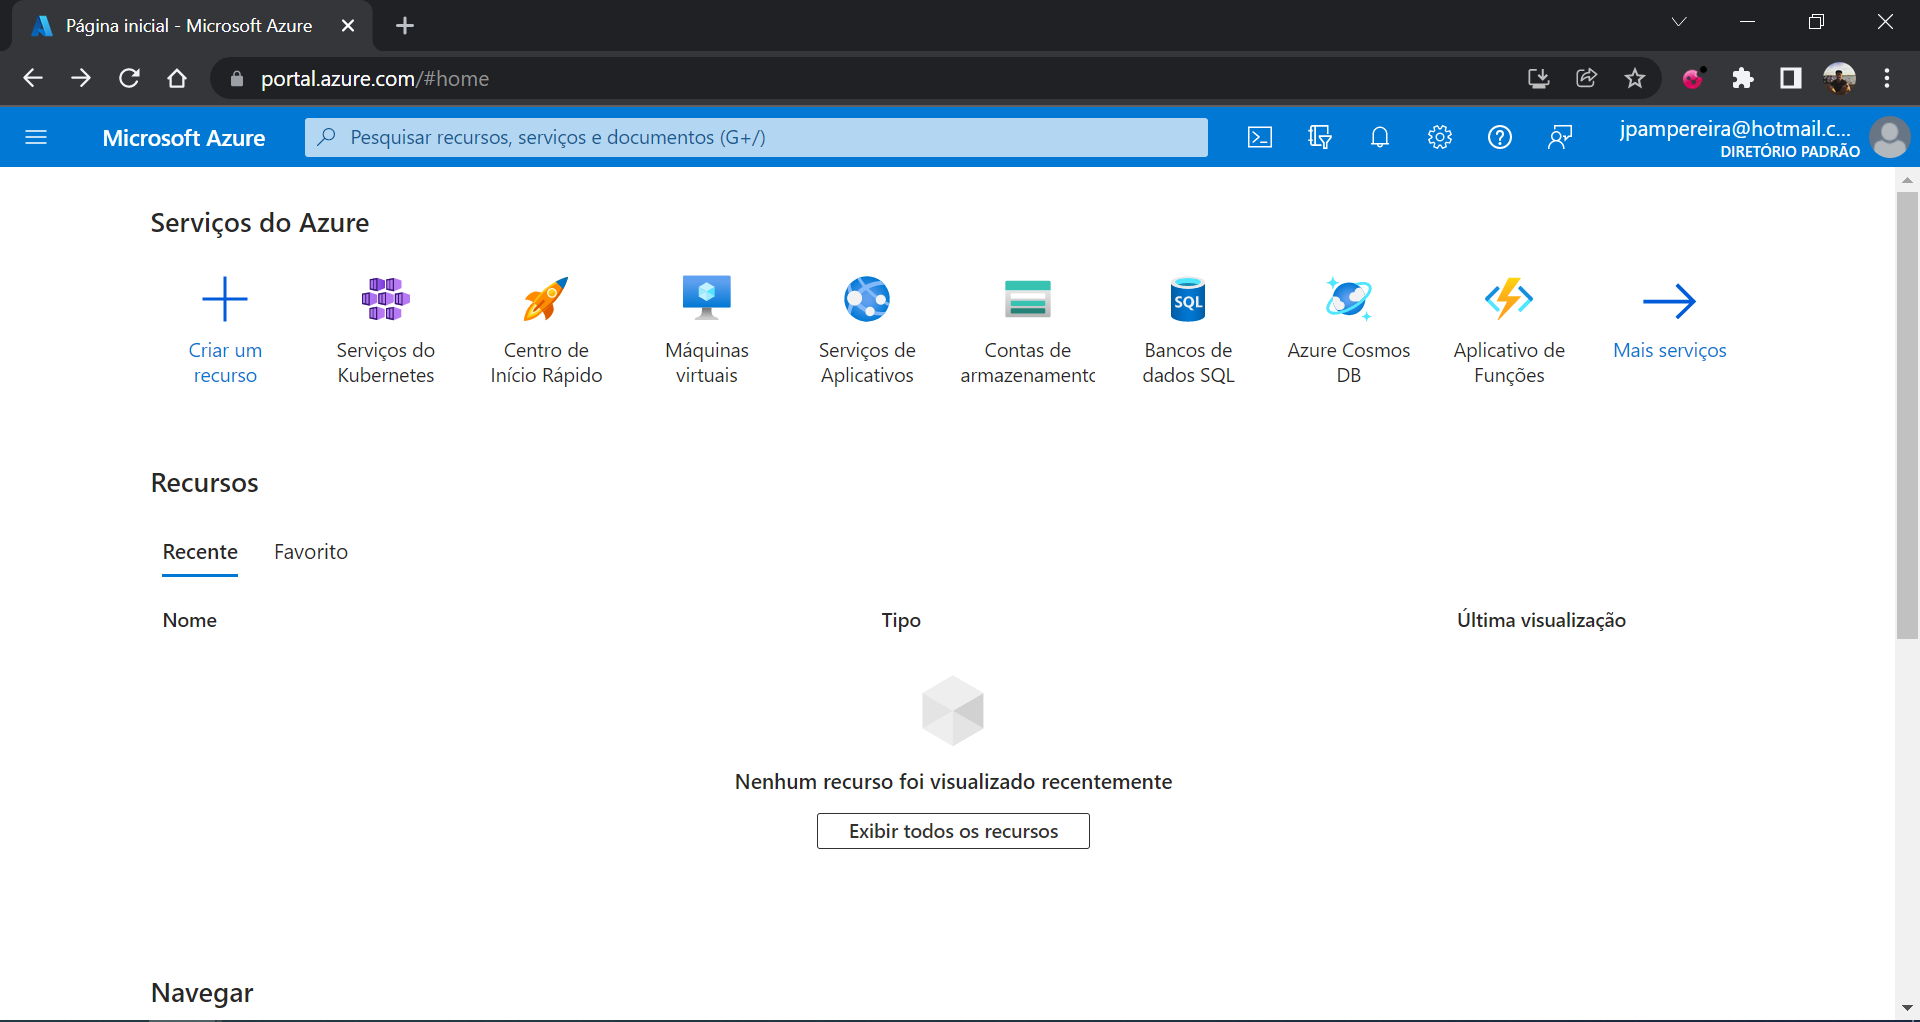 Página inicial - Microsoft Azure
portal.azure.com/#home
Microsoft Azure
Pesquisar recursos, serviços e documentos (G+/)
jpampereira@hotmail.c...
DIRETÓRIO PADRÃO
Serviços do Azure
Criar um
recurso
Serviços do
Kubernetes
Centro de
Início Rápido
Máquinas
virtuais
Serviços de
Aplicativos
Contas de
armazenamento
SQL
Bancos de
dados SQL
Azure Cosmos
DB
Aplicativo de
Funções
Mais serviços
Recursos
Recente
Favorito
Nome
Tipo
Última visualização
Nenhum recurso foi visualizado recentemente
Exibir todos os recursos
Navegar